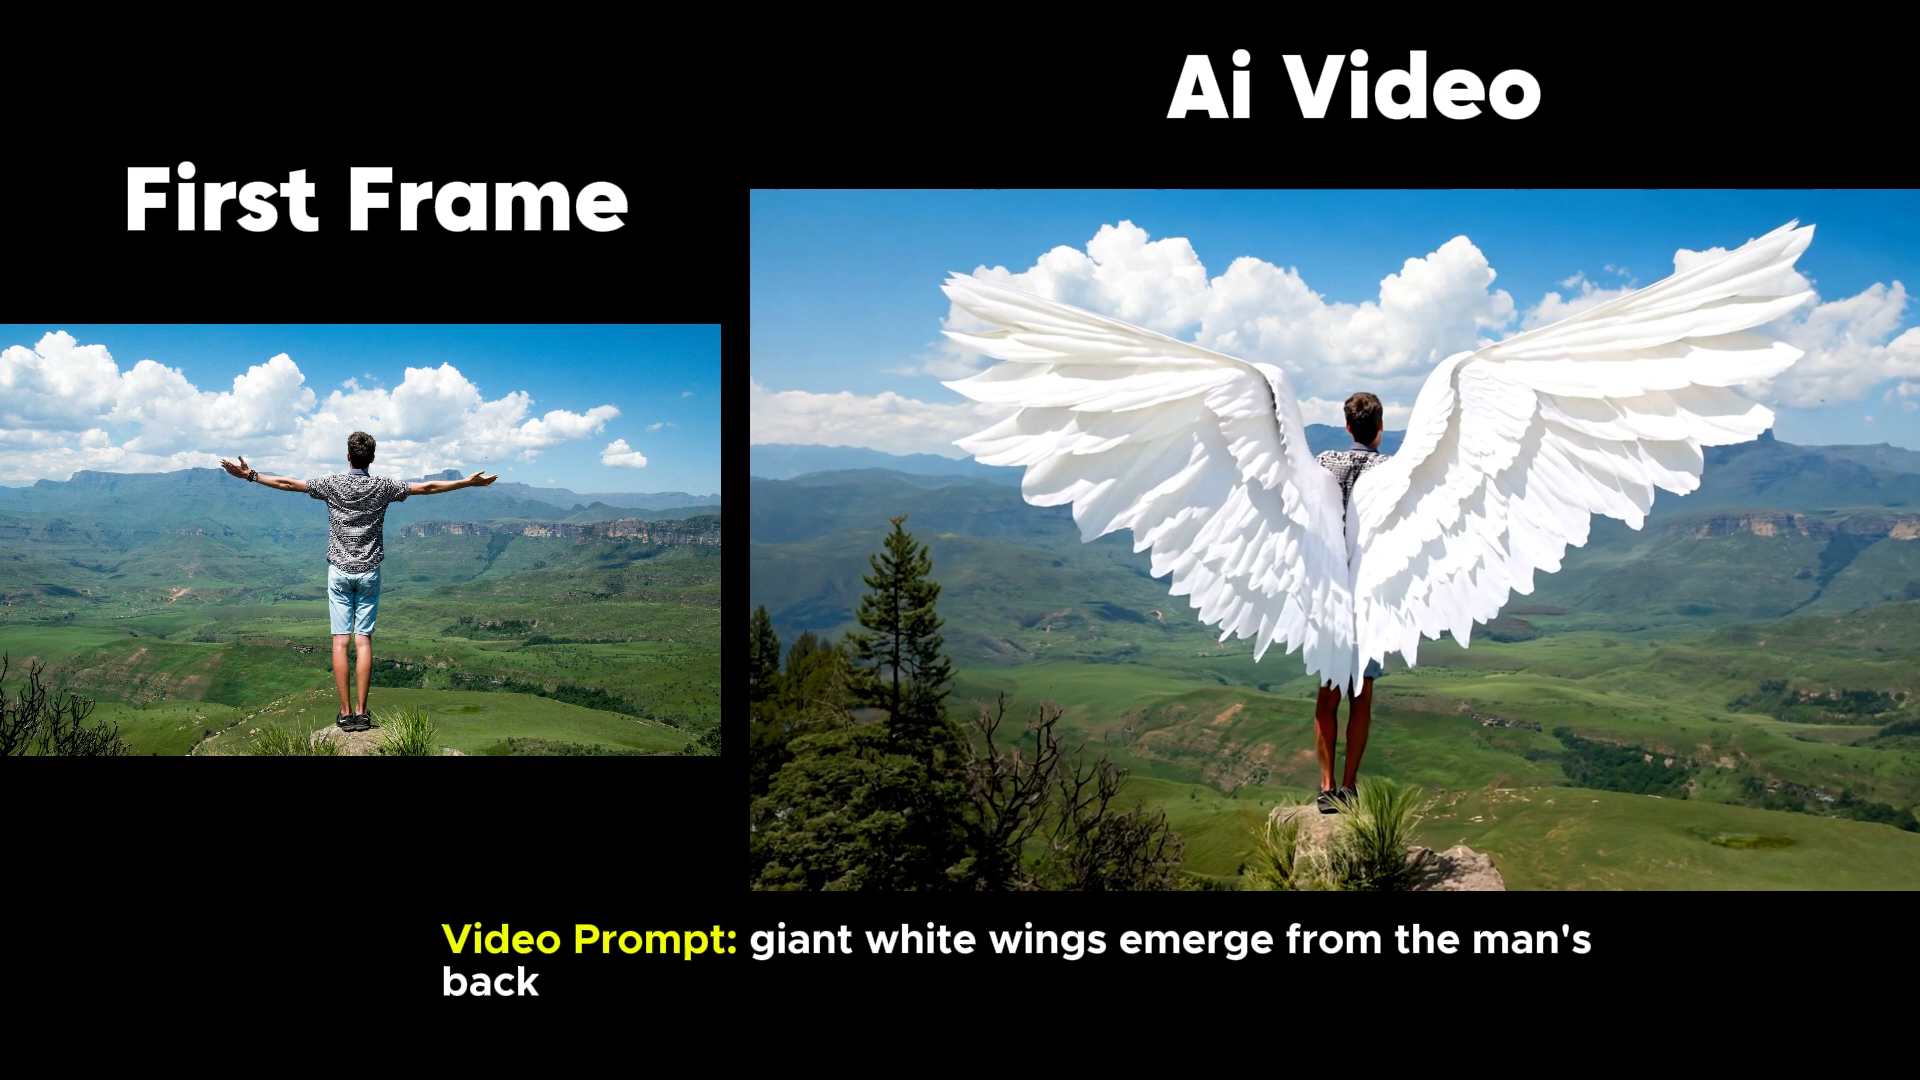 Ai Video
First Frame
Video Prompt: giant white wings emerge from the man's
back